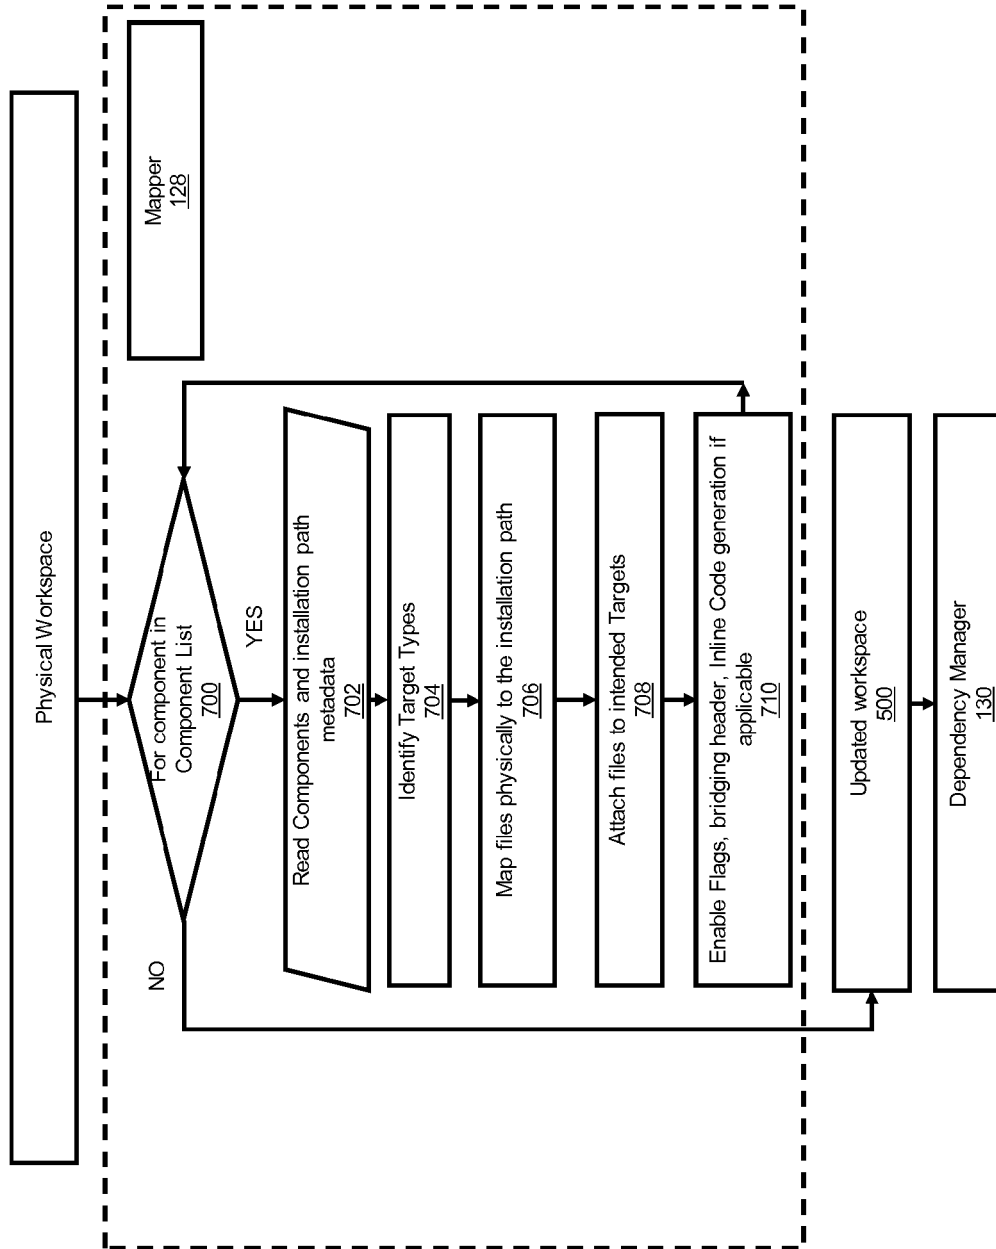 Physical Workspace
Mapper
128
For component in
Component List
700
YES
NO
Read Components and installation path
metadata
702
Identify Target Types
704
Map files physically to the installation path
706
Attach files to intended Targets
708
Enable Flags, bridging header, Inline Code generation if
applicable
710
Updated workspace
500
Dependency Manager
130